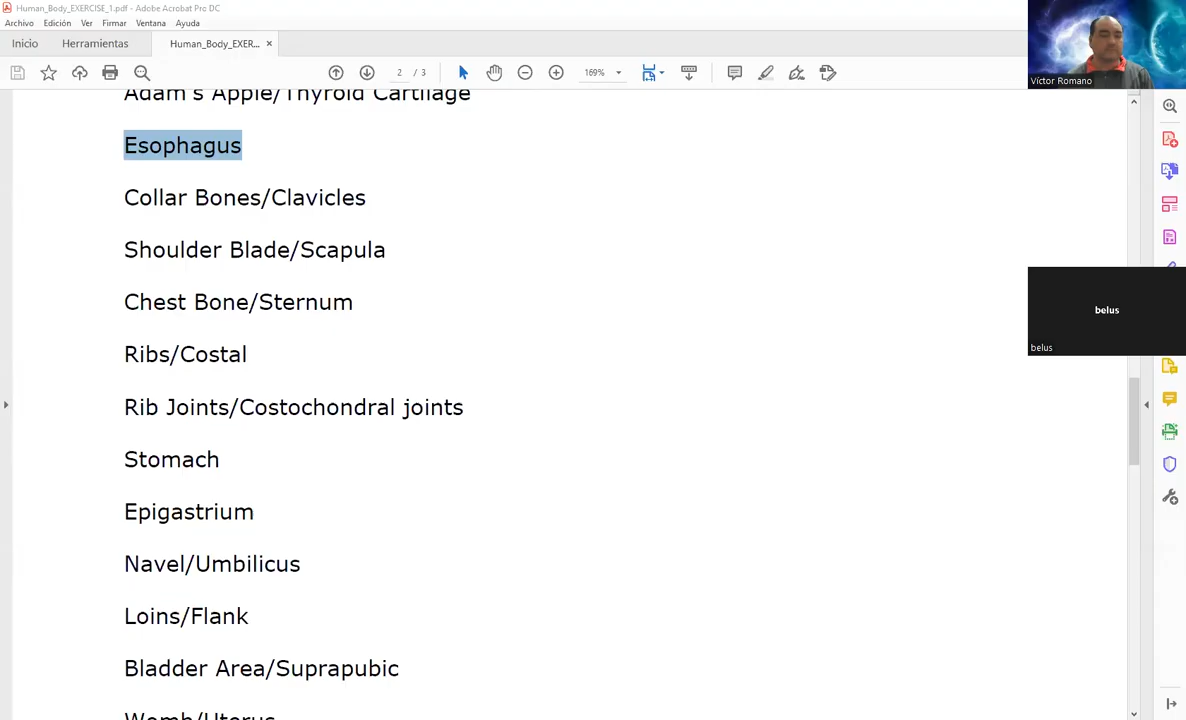 Human_Body_EXERCISE_1.pdf - Adobe Acrobat Pro DC
Archivo Edición Ver Firmar Ventana Ayuda
Inicio Herramientas Human_Body_EXER... ×
2 / 3 169%
Víctor Romano
Adam's Apple/Thyroid Cartilage
Esophagus
Collar Bones/Clavicles
Shoulder Blade/Scapula
Chest Bone/Sternum
belus
belus
Ribs/Costal
Rib Joints/Costochondral joints
Stomach
Epigastrium
Navel/Umbilicus
Loins/Flank
Bladder Area/Suprapubic
Womb/Uterus